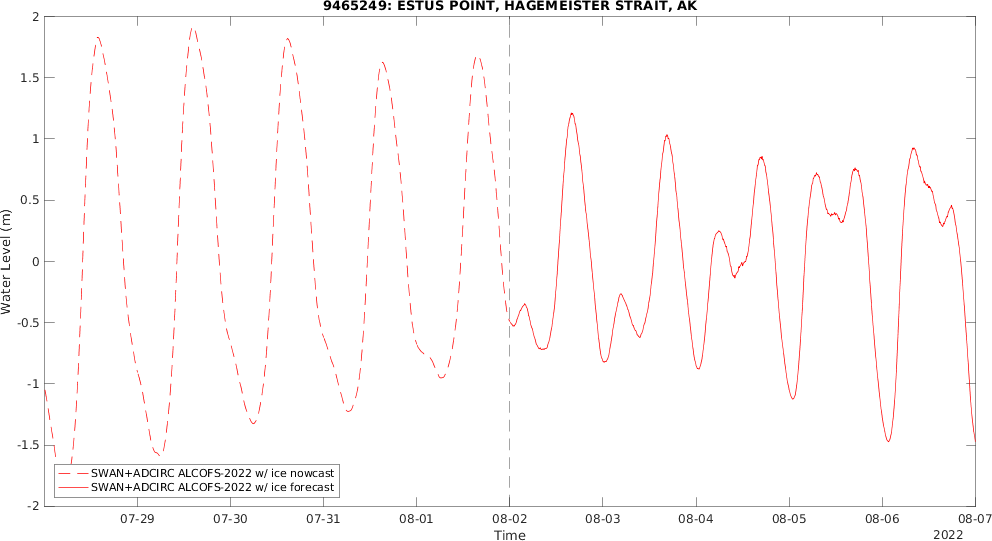 9465249: ESTUS POINT, HAGEMEISTER STRAIT, AK
2
1.5
1
0.5
0
-0.5
-1
-1.5
-2
Water Level (m)
SWAN+ADCIRC ALCOFS-2022 w/ ice nowcast
SWAN+ADCIRC ALCOFS-2022 w/ ice forecast
07-29 07-30 07-31 08-01 08-02 08-03 08-04 08-05 08-06 08-07
Time
2022